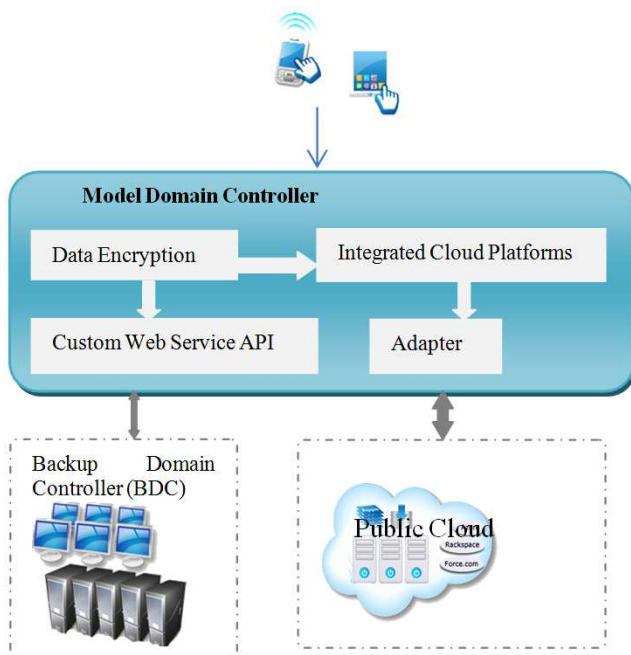 Model Domain Controller
Data Encryption
Integrated Cloud Platforms
Custom Web Service API
Adapter
Backup Domain
Controller (BDC)
Public Cloud
Rackspace
Force.com